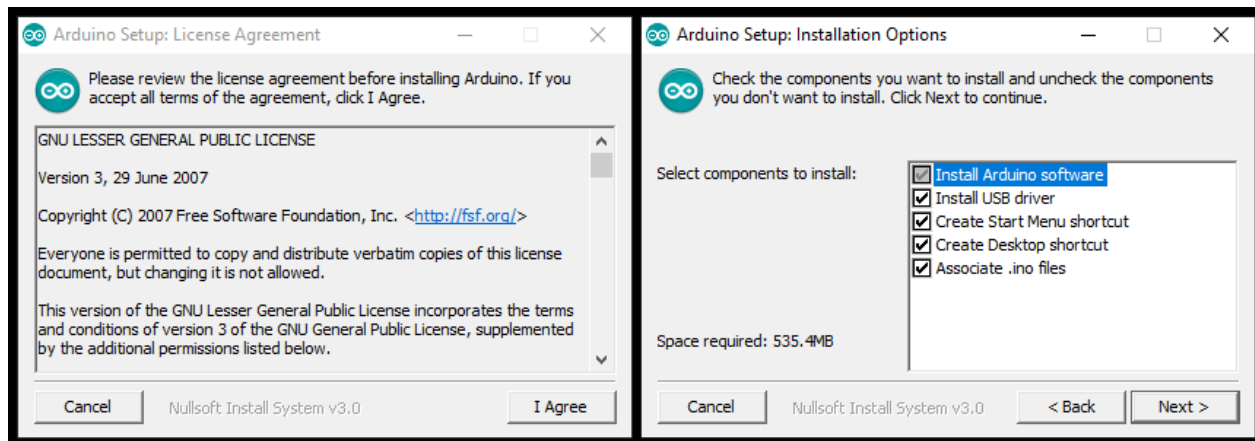 Arduino Setup: License Agreement
Please review the license agreement before installing Arduino. If you
accept all terms of the agreement, click I Agree.
GNU LESSER GENERAL PUBLIC LICENSE
Version 3, 29 June 2007
Copyright (C) 2007 Free Software Foundation, Inc. <http://fsf.org/>
Everyone is permitted to copy and distribute verbatim copies of this license
document, but changing it is not allowed.
This version of the GNU Lesser General Public License incorporates the terms
and conditions of version 3 of the GNU General Public License, supplemented
by the additional permissions listed below.
Cancel
Nullsoft Install System v3.0
I Agree
Arduino Setup: Installation Options
Check the components you want to install and uncheck the components
you don't want to install. Click Next to continue.
Select components to install:
Install Arduino software
Install USB driver
Create Start Menu shortcut
Create Desktop shortcut
Associate .ino files
Space required: 535.4MB
Cancel
Nullsoft Install System v3.0
< Back
Next >